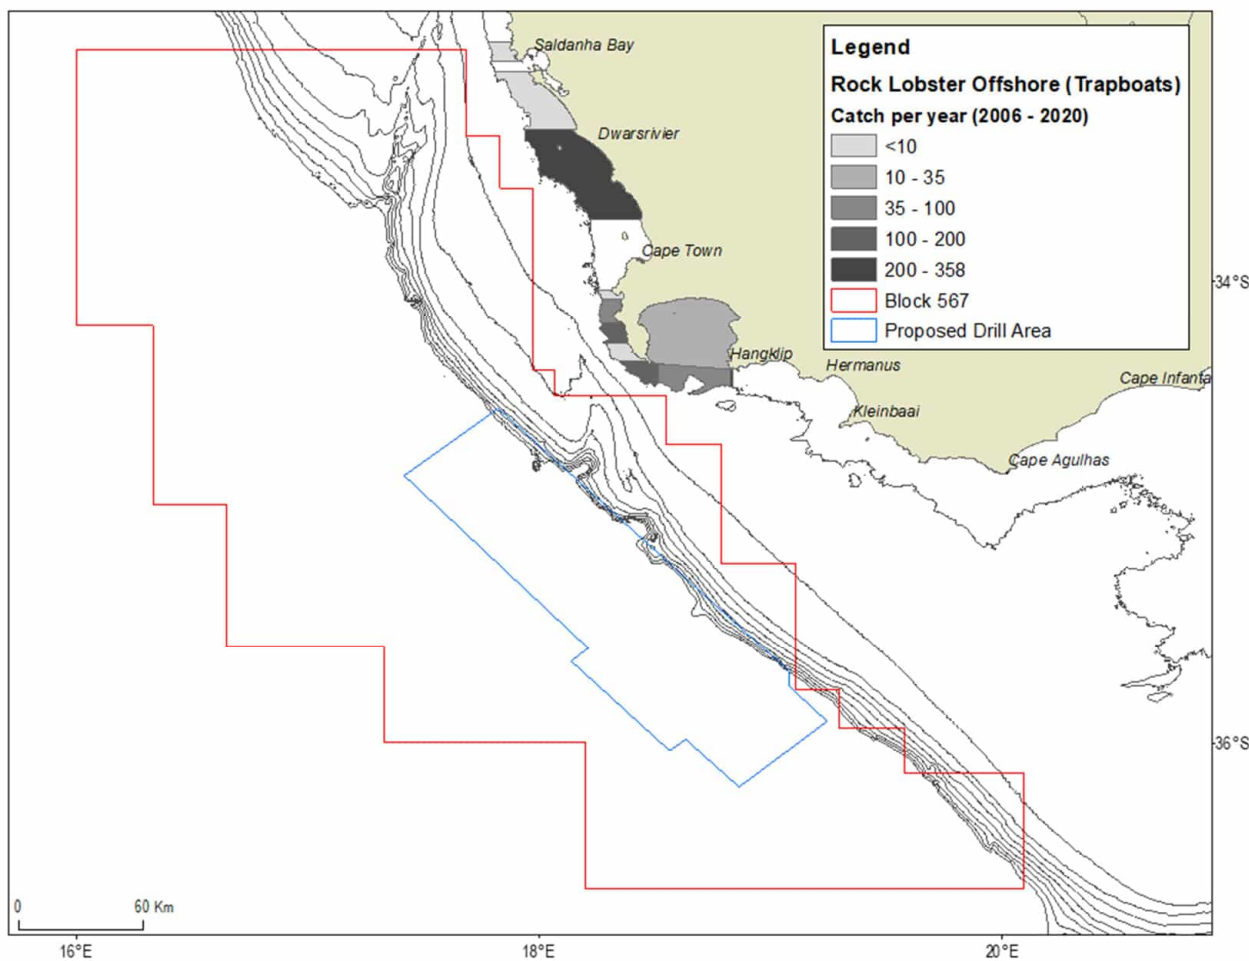 Saldanha Bay
Dwarsrivier
Cape Town
Hangklip
Hermanus
Kleinbaai
Cape Infanta
Cape Agulhas
Legend
Rock Lobster Offshore (Trapboats)
Catch per year (2006 - 2020)
<10
10 - 35
35 - 100
100 - 200
200 - 358
Block 567
Proposed Drill Area
34°S
36°S
0 60 Km
16°E 18°E 20°E